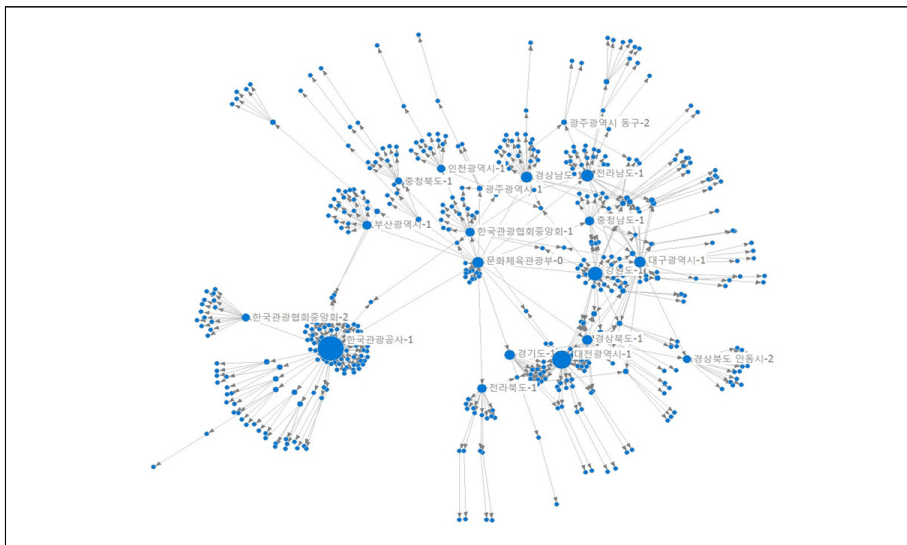 광주광역시 동구-2
인천광역시-1
경상남도-1
전라남도-1
충청북도-1
광주광역시-1
부산광역시-1
한국관광협회중앙회-1
충청남도-1
문화체육관광부-0
강원도-1
대구광역시-1
한국관광협회중앙회-2
한국관광공사-1
경상북도-1
경기도-1
대전광역시-1
경상북도 안동시-2
전라북도-1